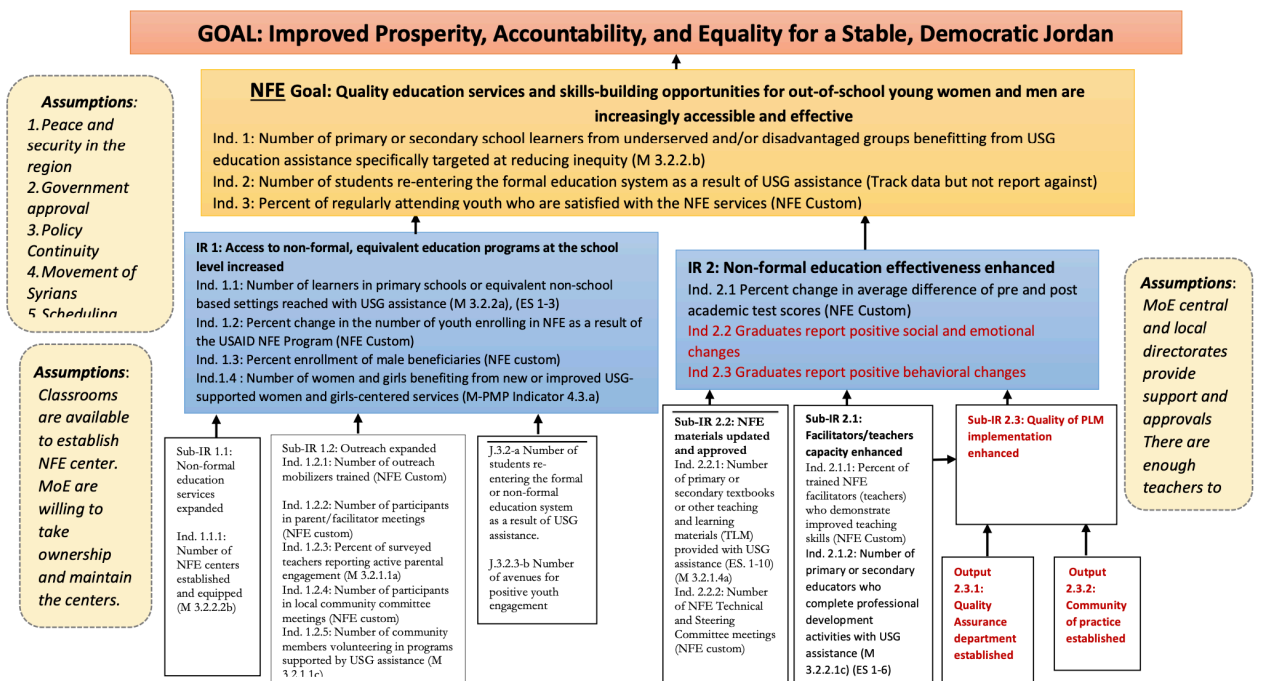 GOAL: Improved Prosperity, Accountability, and Equality for a Stable, Democratic Jordan
Assumptions:
1.Peace and
security in the
region
2.Government
approval
3.Policy
Continuity
4.Movement of
Syrians
5.Scheduling
NFE Goal: Quality education services and skills-building opportunities for out-of-school young women and men are
increasingly accessible and effective
Ind. 1: Number of primary or secondary school learners from underserved and/or disadvantaged groups benefitting from USG
education assistance specifically targeted at reducing inequity (M 3.2.2.b)
Ind. 2: Number of students re-entering the formal education system as a result of USG assistance (Track data but not report against)
Ind. 3: Percent of regularly attending youth who are satisfied with the NFE services (NFE Custom)
IR 1: Access to non-formal, equivalent education programs at the school
level increased
Ind. 1.1: Number of learners in primary schools or equivalent non-school
based settings reached with USG assistance (M 3.2.2a), (ES 1-3)
Ind. 1.2: Percent change in the number of youth enrolling in NFE as a result of
the USAID NFE Program (NFE Custom)
Ind. 1.3: Percent enrollment of male beneficiaries (NFE custom)
Ind.1.4 : Number of women and girls benefiting from new or improved USG-
supported women and girls-centered services (M-PMP Indicator 4.3.a)
IR 2: Non-formal education effectiveness enhanced
Ind. 2.1 Percent change in average difference of pre and post
academic test scores (NFE Custom)
Ind 2.2 Graduates report positive social and emotional
changes
Ind 2.3 Graduates report positive behavioral changes
Assumptions:
MoE central
and local
directorates
provide
support and
approvals
There are
enough
teachers to
Assumptions:
Classrooms
are available
to establish
NFE center.
MoE are
willing to
take
ownership
and maintain
the centers.
Sub-IR 1.1:
Non-formal
education
services
expanded
Ind. 1.1.1:
Number of
NFE centers
established
and equipped
(M 3.2.2.2b)
Sub-IR 1.2: Outreach expanded
Ind. 1.2.1: Number of outreach
mobilizers trained (NFE Custom)
Ind. 1.2.2: Number of participants
in parent/facilitator meetings
(NFE custom)
Ind. 1.2.3: Percent of surveyed
teachers reporting active parental
engagement (M 3.2.1.1a)
Ind. 1.2.4: Number of participants
in local community committee
meetings (NFE custom)
Ind. 1.2.5: Number of community
members volunteering in programs
supported by USG assistance (M
3.2.1.1c)
J.3.2-a Number of
students re-
entering the formal
or non-formal
education system
as a result of USG
assistance.
J.3.2.3-b Number
of avenues for
positive youth
engagement
Sub-IR 2.2: NFE
materials updated
and approved
Ind. 2.2.1: Number
of primary or
secondary textbooks
or other teaching
and learning
materials (TLM)
provided with USG
assistance (ES. 1-10)
(M 3.2.1.4a)
Ind. 2.2.2: Number
of NFE Technical
and Steering
Committee meetings
(NFE custom)
Sub-IR 2.1:
Facilitators/teachers
capacity enhanced
Ind. 2.1.1: Percent of
trained NFE
facilitators (teachers)
who demonstrate
improved teaching
skills (NFE Custom)
Ind. 2.1.2: Number of
primary or secondary
educators who
complete professional
development
activities with USG
assistance (M
3.2.2.1c) (ES 1-6)
Sub-IR 2.3: Quality of PLM
implementation
enhanced
Output
2.3.1:
Quality
Assurance
department
established
Output
2.3.2:
Community
of practice
established